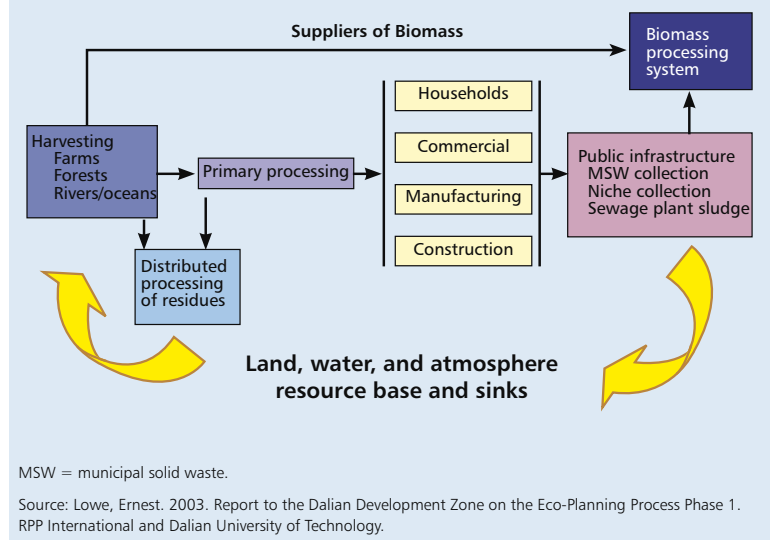 Suppliers of Biomass
Biomass
processing
system
Harvesting
Farms
Forests
Rivers/oceans
Primary processing
Households
Commercial
Manufacturing
Construction
Public infrastructure
MSW collection
Niche collection
Sewage plant sludge
Distributed
processing
of residues
Land, water, and atmosphere
resource base and sinks
MSW = municipal solid waste.
Source: Lowe, Ernest. 2003. Report to the Dalian Development Zone on the Eco-Planning Process Phase 1.
RPP International and Dalian University of Technology.